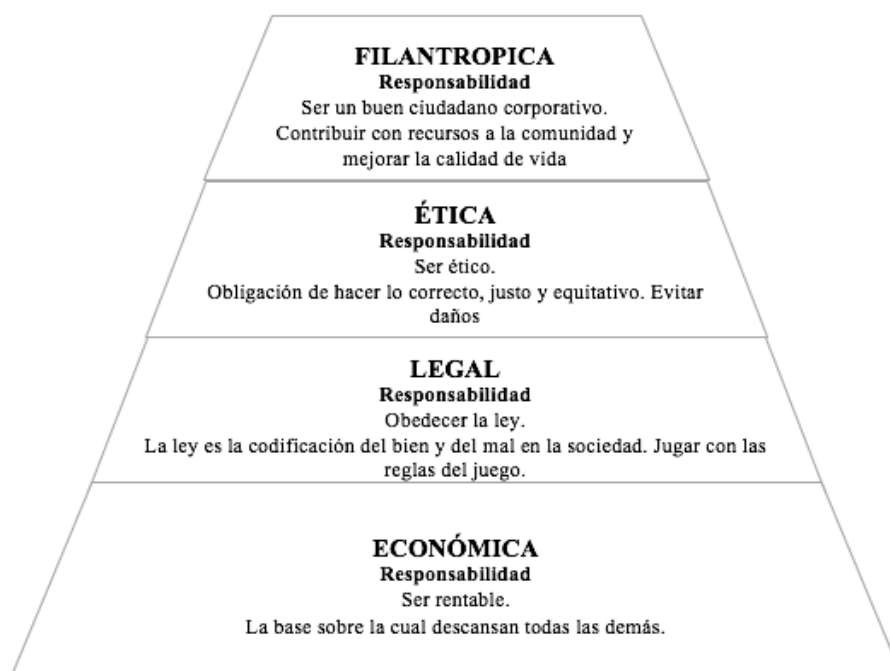 FILANTROPICA
Responsabilidad
Ser un buen ciudadano corporativo.
Contribuir con recursos a la comunidad y
mejorar la calidad de vida
ÉTICA
Responsabilidad
Ser ético.
Obligación de hacer lo correcto, justo y equitativo. Evitar
daños
LEGAL
Responsabilidad
Obedecer la ley.
La ley es la codificación del bien y del mal en la sociedad. Jugar con las
reglas del juego.
ECONÓMICA
Responsabilidad
Ser rentable.
La base sobre la cual descansan todas las demás.